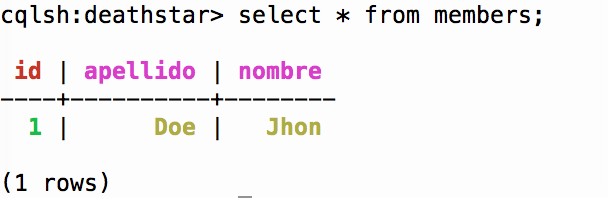 cqlsh:deathstar> select * from members;
id | apellido | nombre
----+----------+--------
1 | Doe | Jhon
(1 rows)